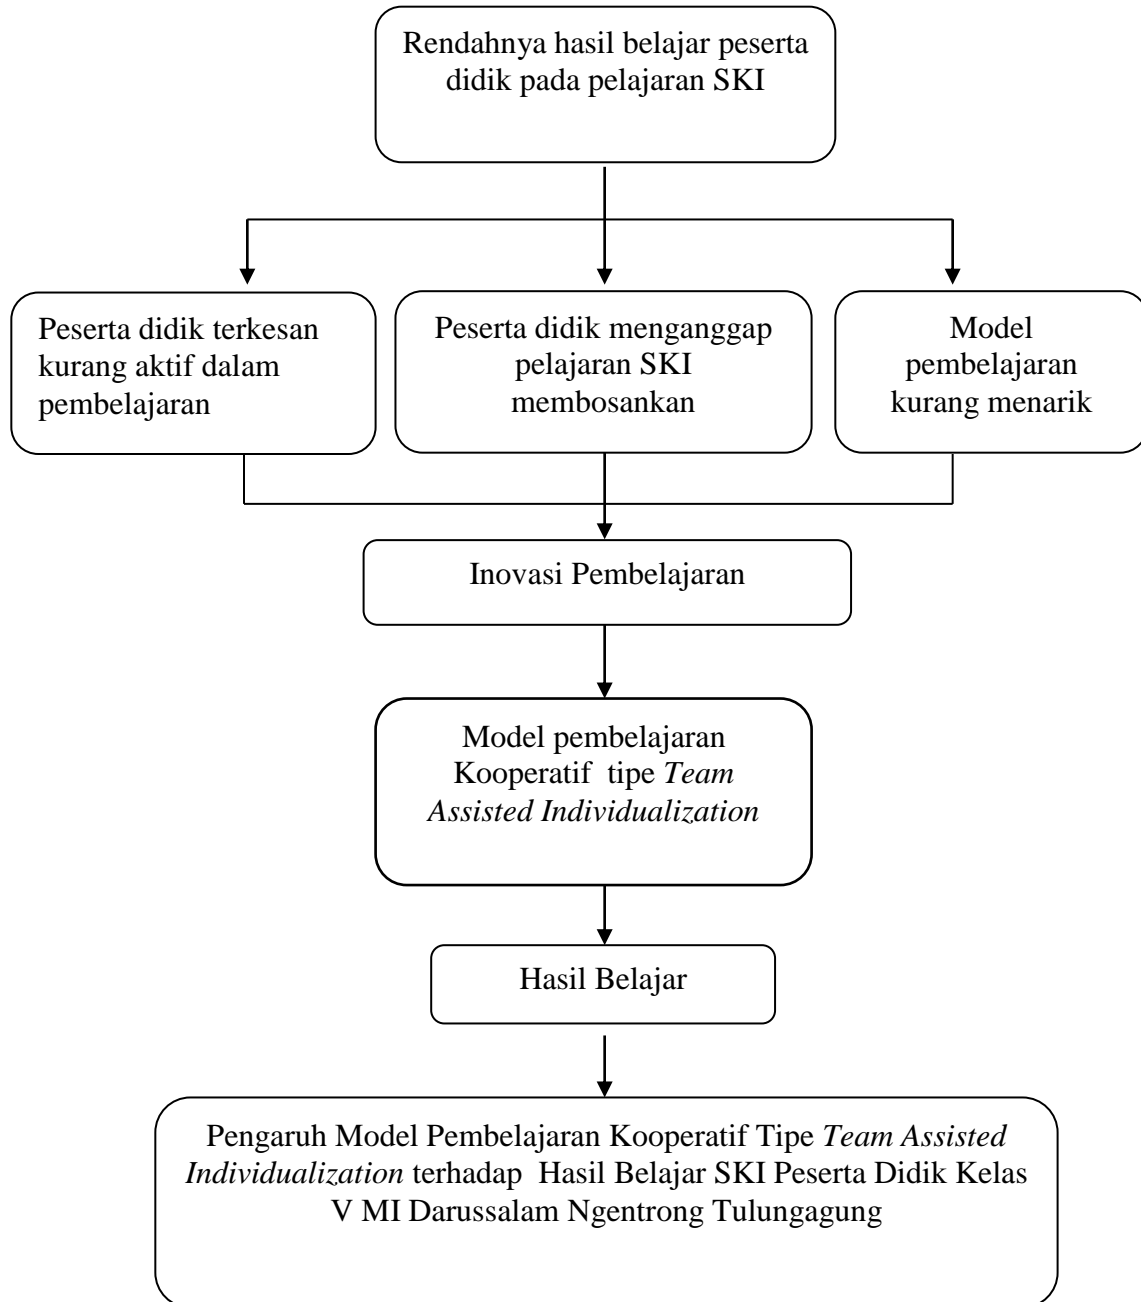 Rendahnya hasil belajar peserta
didik pada pelajaran SKI
Peserta didik terkesan
kurang aktif dalam
pembelajaran
Peserta didik menganggap
pelajaran SKI
membosankan
Model
pembelajaran
kurang menarik
Inovasi Pembelajaran
Model pembelajaran
Kooperatif  tipe Team
Assisted Individualization
Hasil Belajar
Pengaruh Model Pembelajaran Kooperatif Tipe Team Assisted
Individualization terhadap  Hasil Belajar SKI Peserta Didik Kelas
V MI Darussalam Ngentrong Tulungagung